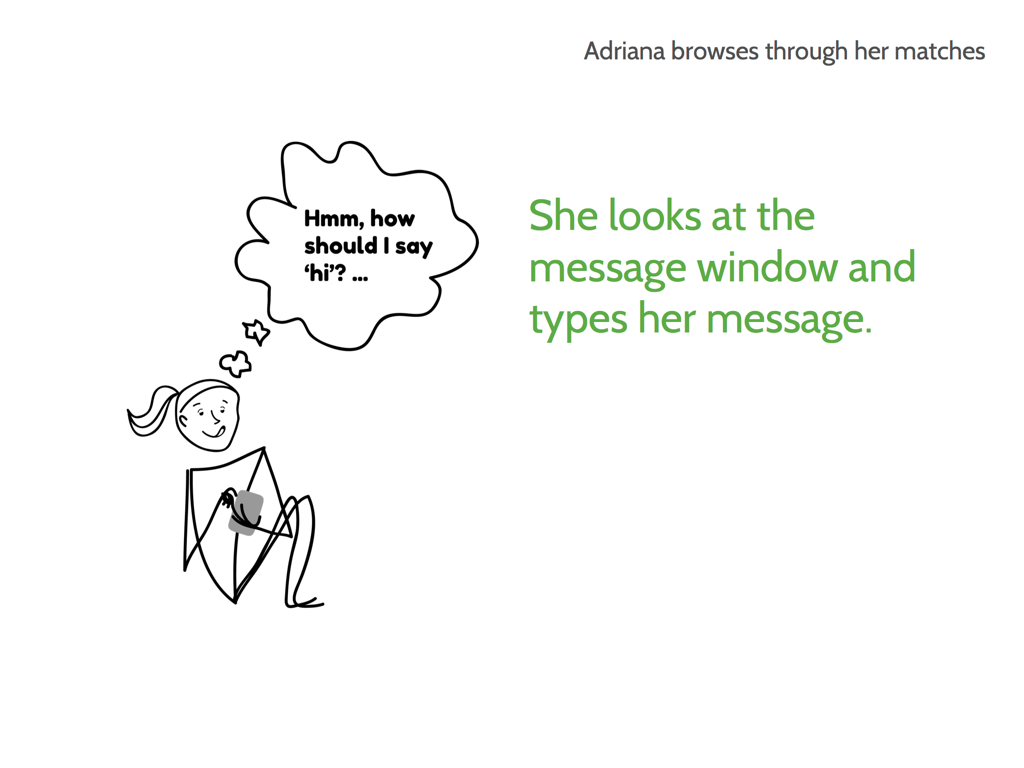 Adriana browses through her matches
Hmm, how
should I say
‘hi’? ...
She looks at the
message window and
types her message.